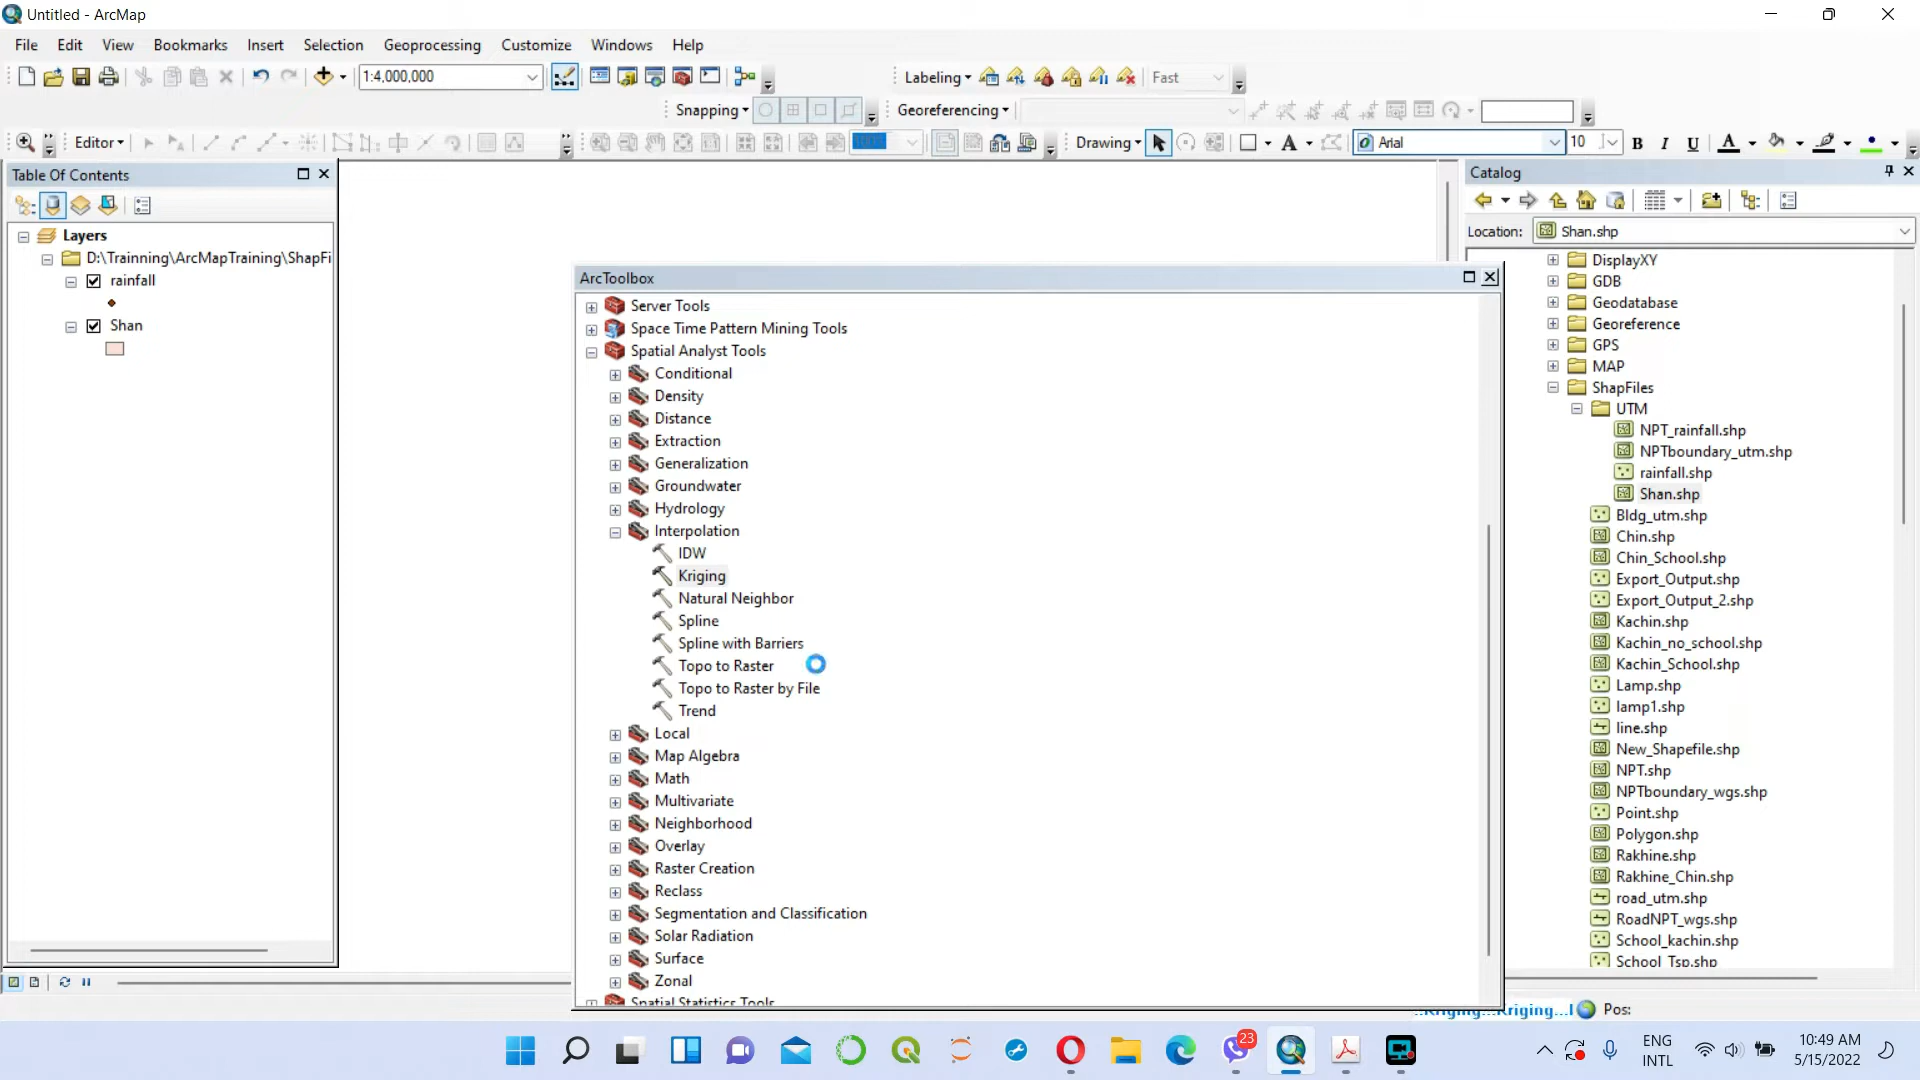 Untitled - ArcMap
File Edit View Bookmarks Insert Selection Geoprocessing Customize Windows Help
1:4,000,000
Labeling
Fast
Snapping
Georeferencing
Editor
Drawing
Arial
10
B I U
A
Table Of Contents
Layers
D:\Trainning\ArcMapTraining\ShapFi
rainfall
Shan
ArcToolbox
Server Tools
Space Time Pattern Mining Tools
Spatial Analyst Tools
Conditional
Density
Distance
Extraction
Generalization
Groundwater
Hydrology
Interpolation
IDW
Kriging
Natural Neighbor
Spline
Spline with Barriers
Topo to Raster
Topo to Raster by File
Trend
Local
Map Algebra
Math
Multivariate
Neighborhood
Overlay
Raster Creation
Reclass
Segmentation and Classification
Solar Radiation
Surface
Zonal
Spatial Statistics Tools
Catalog
Location: Shan.shp
DisplayXY
GDB
Geodatabase
Georeference
GPS
MAP
ShapFiles
UTM
NPT_rainfall.shp
NPTboundary_utm.shp
rainfall.shp
Shan.shp
Bldg_utm.shp
Chin.shp
Chin_School.shp
Export_Output.shp
Export_Output_2.shp
Kachin.shp
Kachin_no_school.shp
Kachin_School.shp
Lamp.shp
lamp1.shp
line.shp
New_Shapefile.shp
NPT.shp
NPTboundary_wgs.shp
Point.shp
Polygon.shp
Rakhine.shp
Rakhine_Chin.shp
road_utm.shp
RoadNPT_wgs.shp
School_kachin.shp
School_Tsp.shp
..Kriging...Kriging...I
Pos:
23
ENG
INTL
10:49 AM
5/15/2022